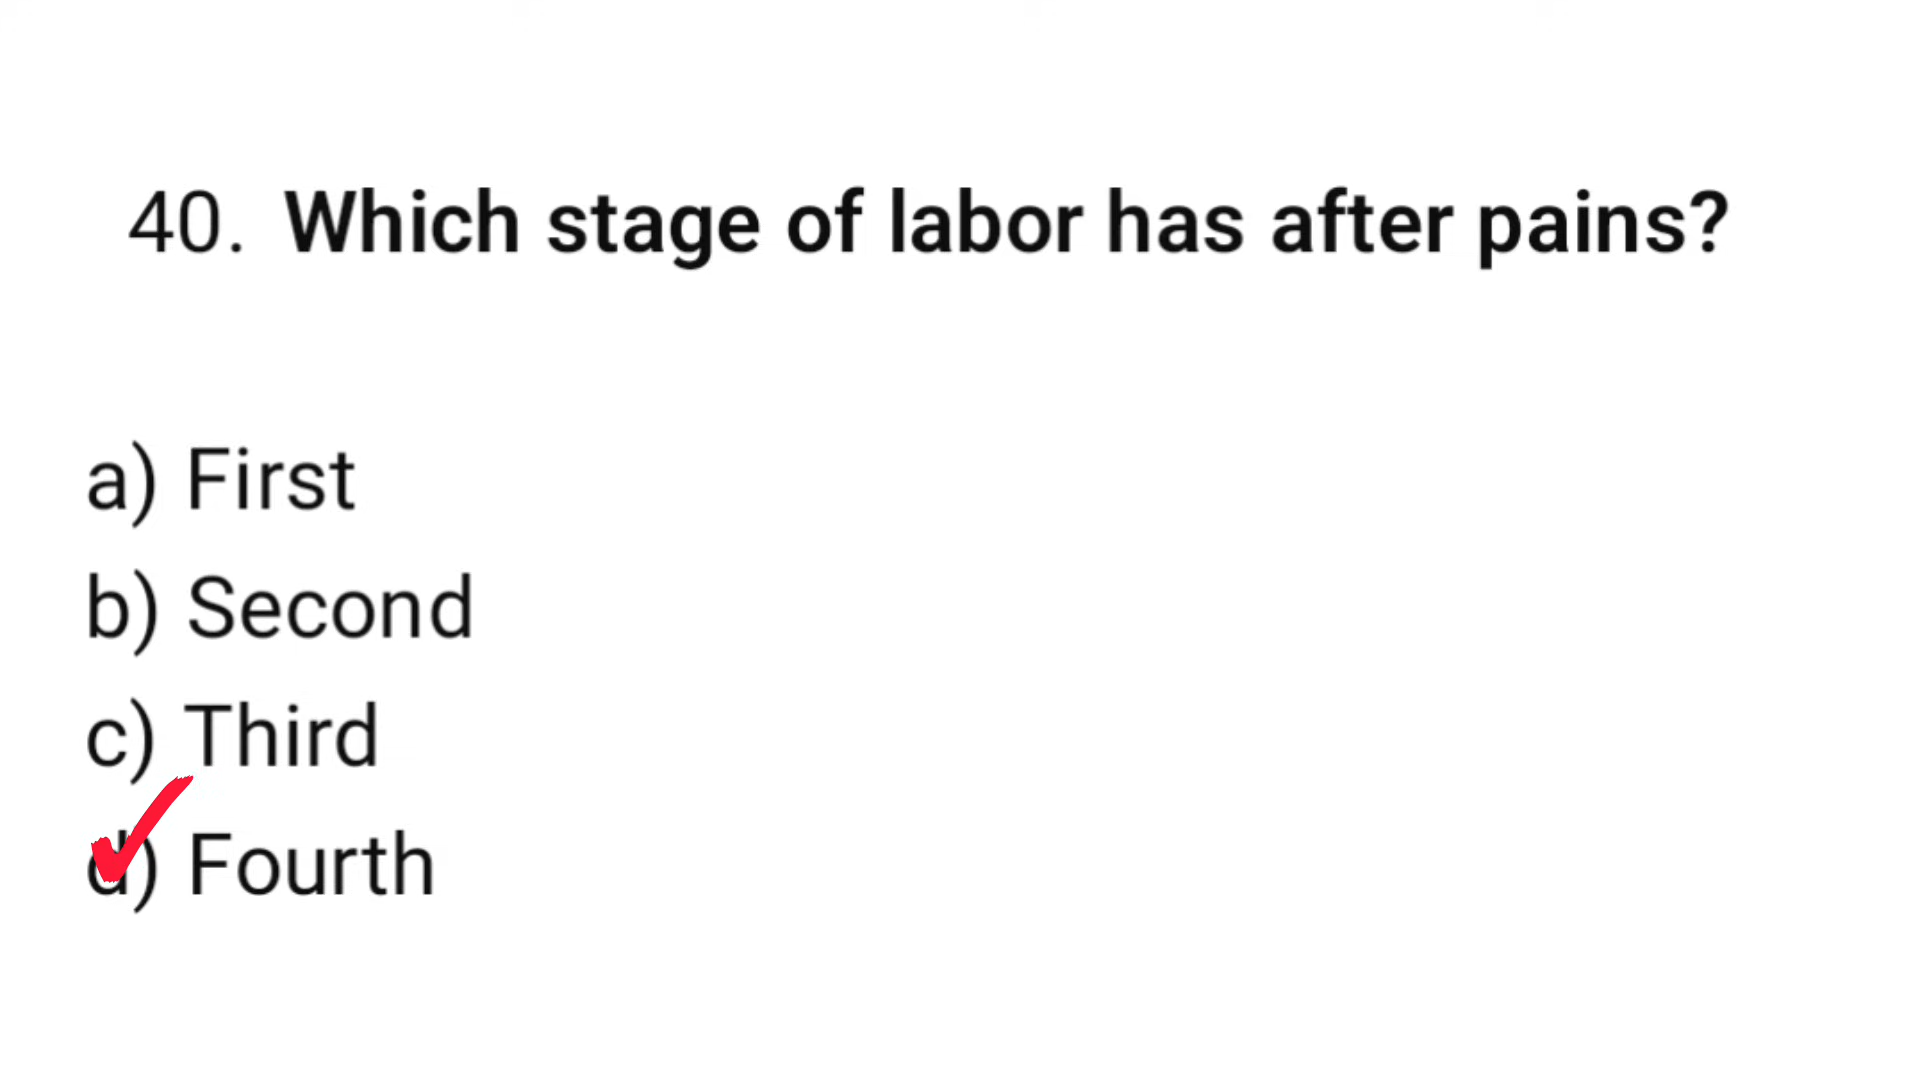 40. Which stage of labor has after pains?
a) First
b) Second
c) Third
d) Fourth